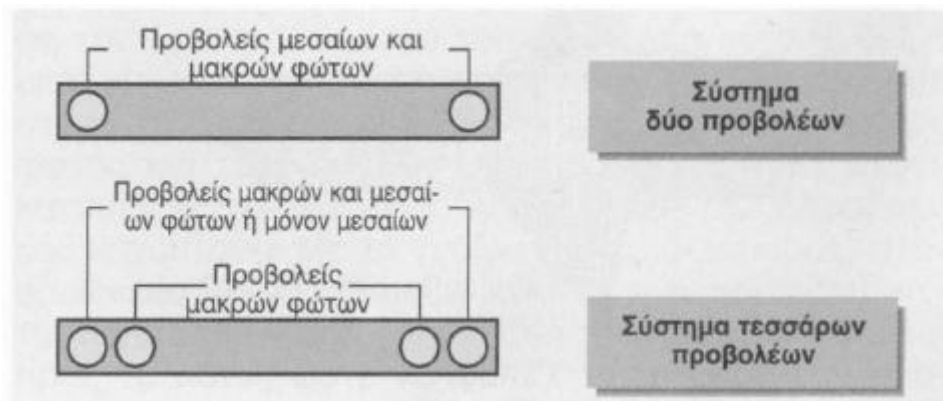 Προβολείς μεσαίων και
μακρών φώτων
Σύστημα
δύο προβολέων
Προβολείς μακρών και μεσαί-
ων φώτων ή μόνον μεσαίων
Προβολείς
μακρών φώτων
Σύστημα τεσσάρων
προβολέων